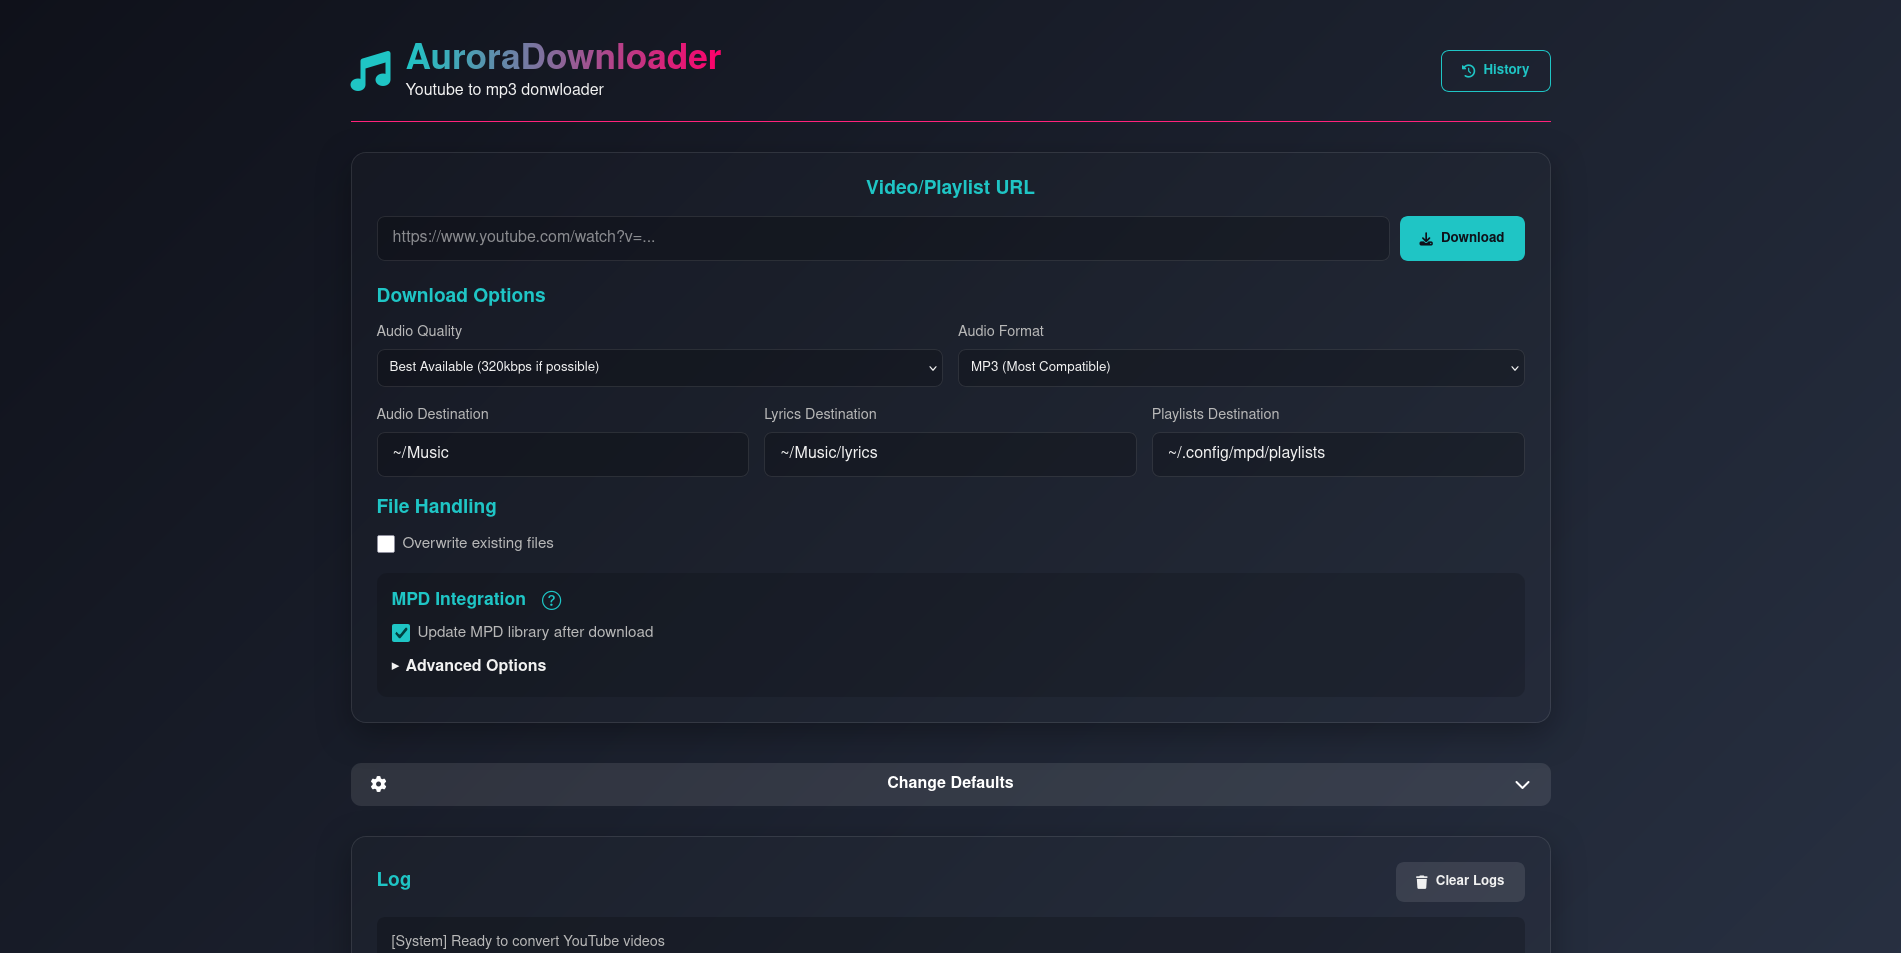 AuroraDownloader
Youtube to mp3 donwloader
History
Video/Playlist URL
https://www.youtube.com/watch?v=...
Download
Download Options
Audio Quality
Audio Format
Best Available (320kbps if possible)
MP3 (Most Compatible)
Audio Destination
Lyrics Destination
Playlists Destination
~/Music
~/Music/lyrics
~/.config/mpd/playlists
File Handling
Overwrite existing files
MPD Integration ?
Update MPD library after download
▸ Advanced Options
Change Defaults
Log
Clear Logs
[System] Ready to convert YouTube videos